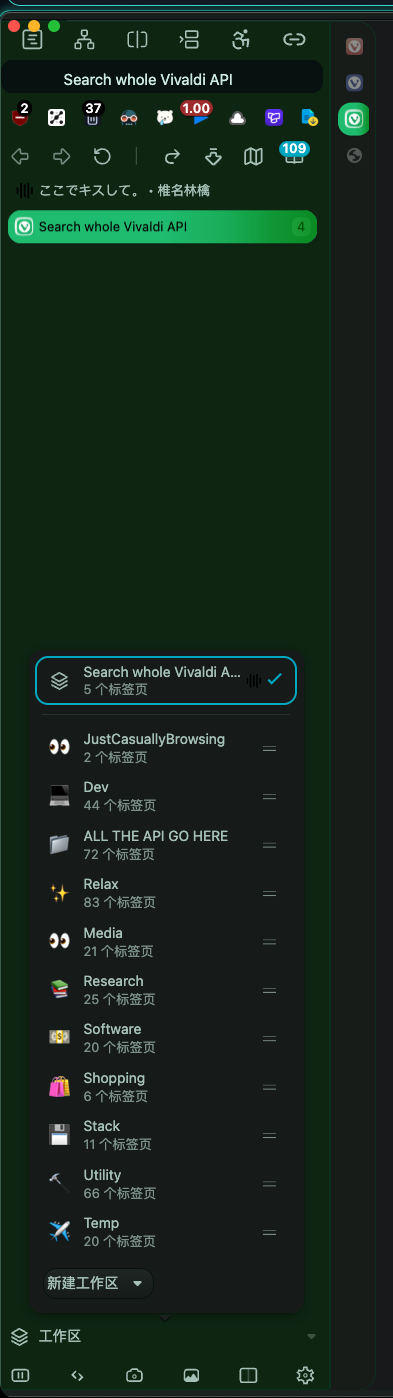 Search whole Vivaldi API
2
37
1.00
109
ここでキスして。・椎名林檎
Search whole Vivaldi API 4
Search whole Vivaldi A...
5 个标签页
JustCasuallyBrowsing
2 个标签页
Dev
44 个标签页
ALL THE API GO HERE
72 个标签页
Relax
83 个标签页
Media
21 个标签页
Research
25 个标签页
Software
20 个标签页
Shopping
6 个标签页
Stack
11 个标签页
Utility
66 个标签页
Temp
20 个标签页
新建工作区
工作区